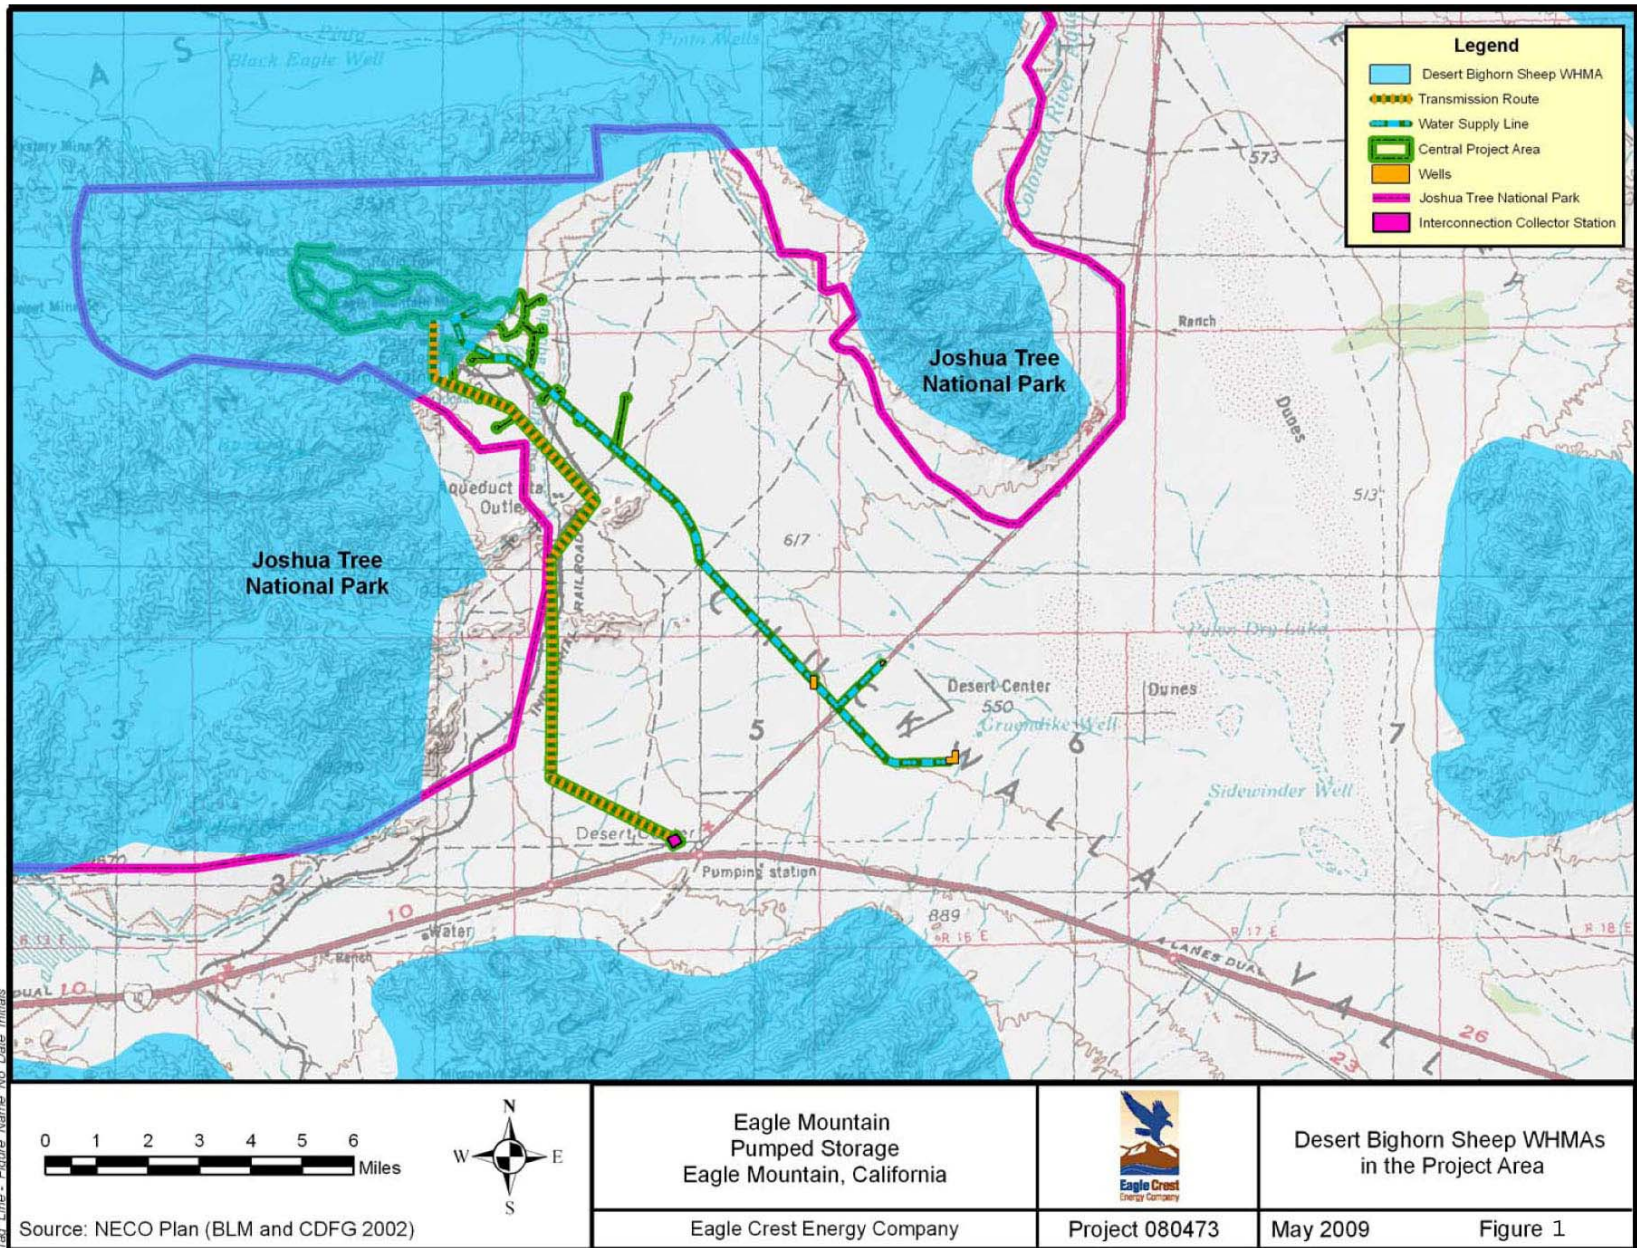 Legend
Desert Bighorn Sheep WHMA
Transmission Route
Water Supply Line
Central Project Area
Wells
Joshua Tree National Park
Interconnection Collector Station
A
S
Pinto
Black Eagle Well
Pinto Wells
Colorado River
573
Ranch
Dunes
Joshua Tree
National Park
513
Joshua Tree
National Park
617
RAILROAD
C
H
U
C
K
W
A
L
L
A
V
A
L
L
Palen Dry Lake
Desert Center
550
Dunes
Gruendike Well
3
4
5
6
7
Sidewinder Well
Desert Center
Pumping station
3
10
Water
Ranch
889
R 16 E
R 17 E
R 18 E
4 LANES DUAL
DUAL 10
26
23
0 1 2 3 4 5 6
Miles
N
W E
S
Source: NECO Plan (BLM and CDFG 2002)
Eagle Mountain
Pumped Storage
Eagle Mountain, California
Eagle Crest Energy Company
Eagle Crest
Energy Company
Project 080473
Desert Bighorn Sheep WHMAs
in the Project Area
May 2009 Figure 1